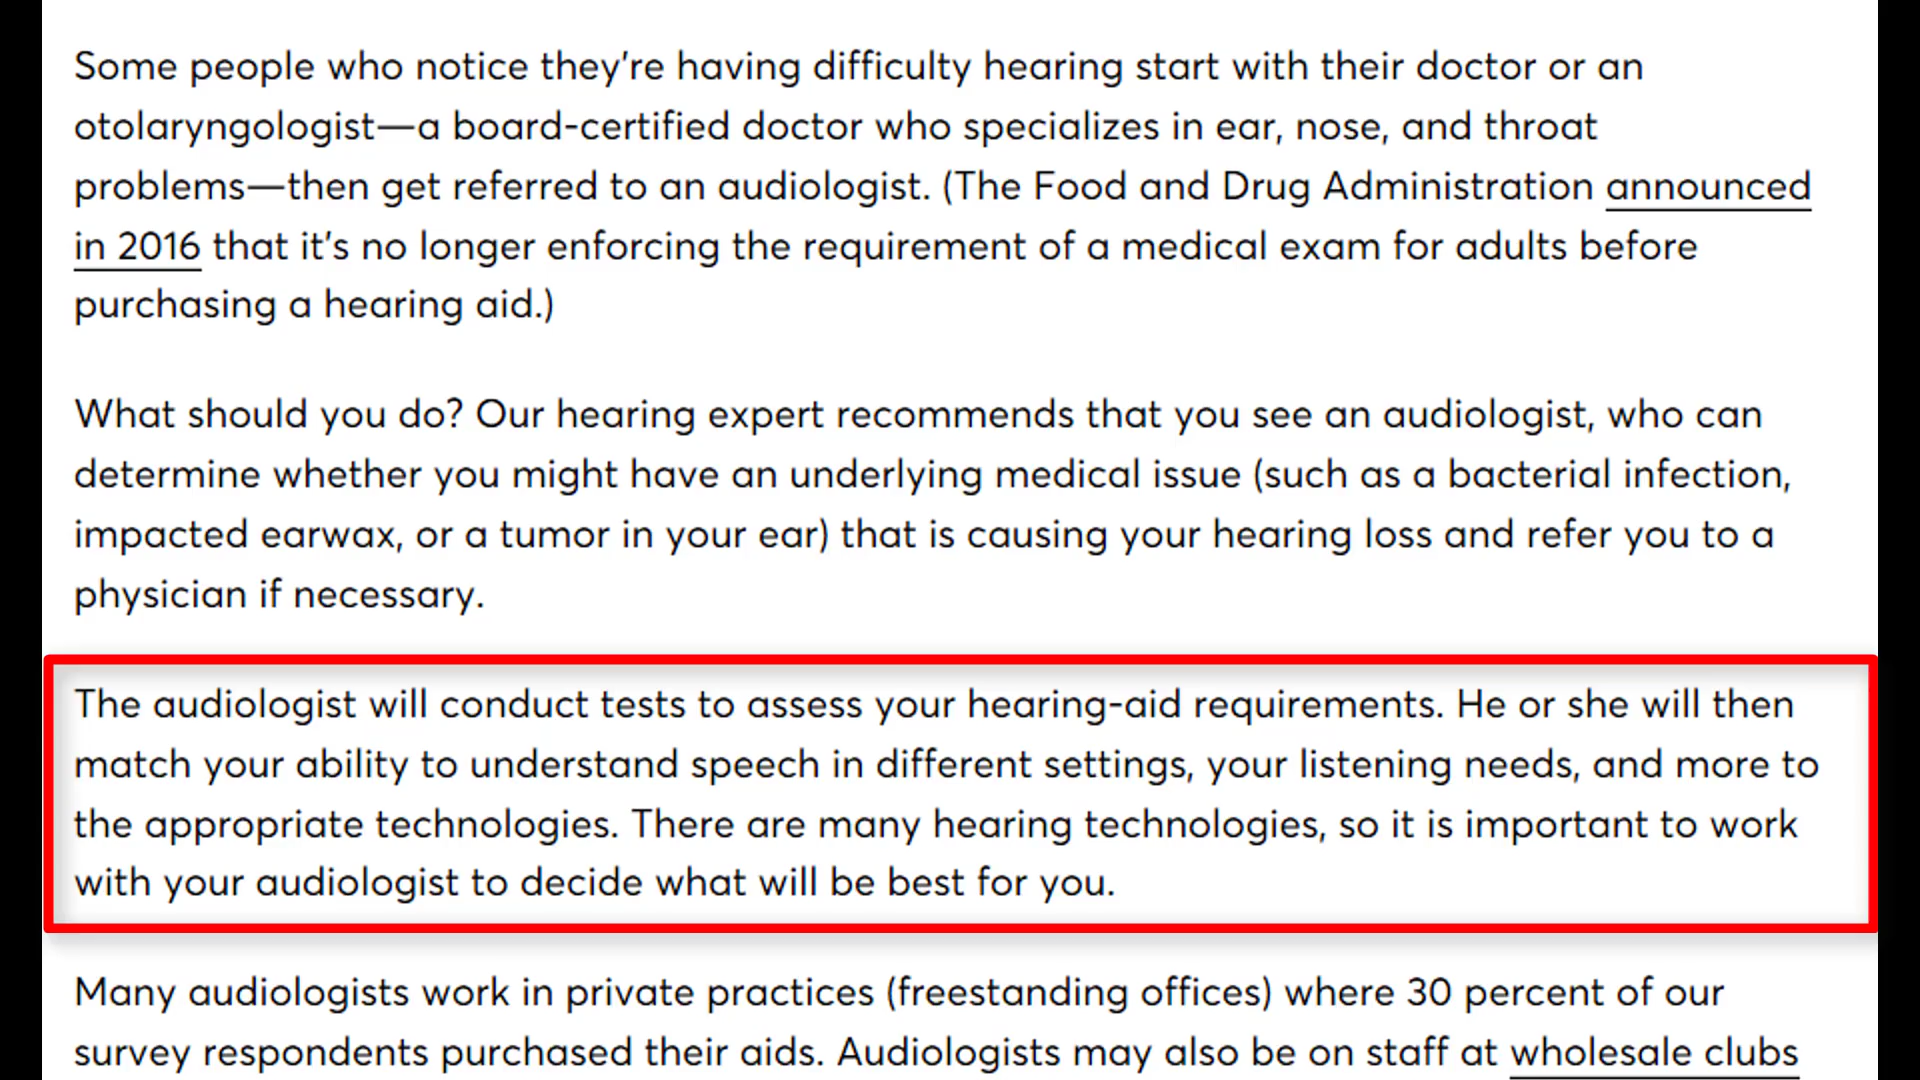 Some people who notice they're having difficulty hearing start with their doctor or an
otolaryngologist—a board-certified doctor who specializes in ear, nose, and throat
problems—then get referred to an audiologist. (The Food and Drug Administration announced
in 2016 that it's no longer enforcing the requirement of a medical exam for adults before
purchasing a hearing aid.)
What should you do? Our hearing expert recommends that you see an audiologist, who can
determine whether you might have an underlying medical issue (such as a bacterial infection,
impacted earwax, or a tumor in your ear) that is causing your hearing loss and refer you to a
physician if necessary.
The audiologist will conduct tests to assess your hearing-aid requirements. He or she will then
match your ability to understand speech in different settings, your listening needs, and more to
the appropriate technologies. There are many hearing technologies, so it is important to work
with your audiologist to decide what will be best for you.
Many audiologists work in private practices (freestanding offices) where 30 percent of our
survey respondents purchased their aids. Audiologists may also be on staff at wholesale clubs